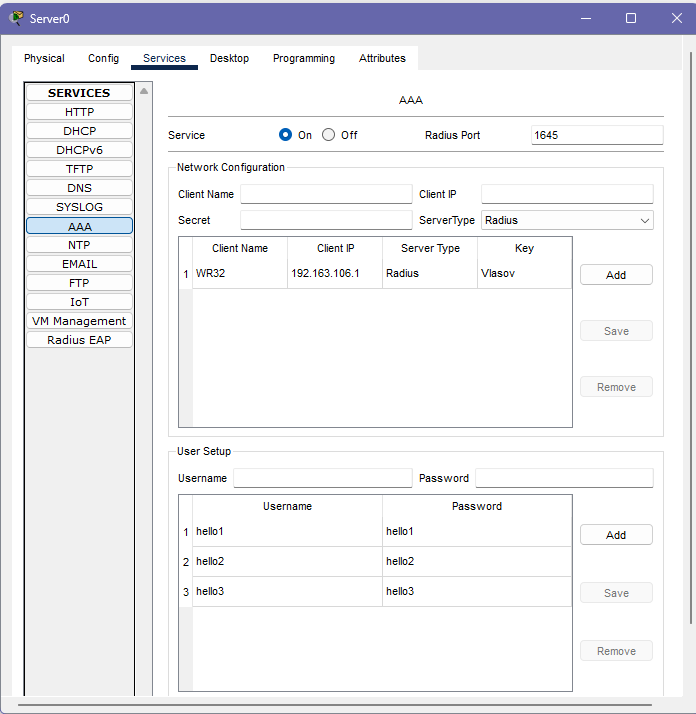 Server0
Physical Config Services Desktop Programming Attributes
SERVICES
HTTP
DHCP
DHCPv6
TFTP
DNS
SYSLOG
AAA
NTP
EMAIL
FTP
IoT
VM Management
Radius EAP
AAA
Service On Off Radius Port 1645
Network Configuration
Client Name Client IP
Secret ServerType Radius
Client Name Client IP Server Type Key
1 WR32 192.163.106.1 Radius Vlasov
Add
Save
Remove
User Setup
Username Password
Username Password
1 hello1 hello1
2 hello2 hello2
3 hello3 hello3
Add
Save
Remove